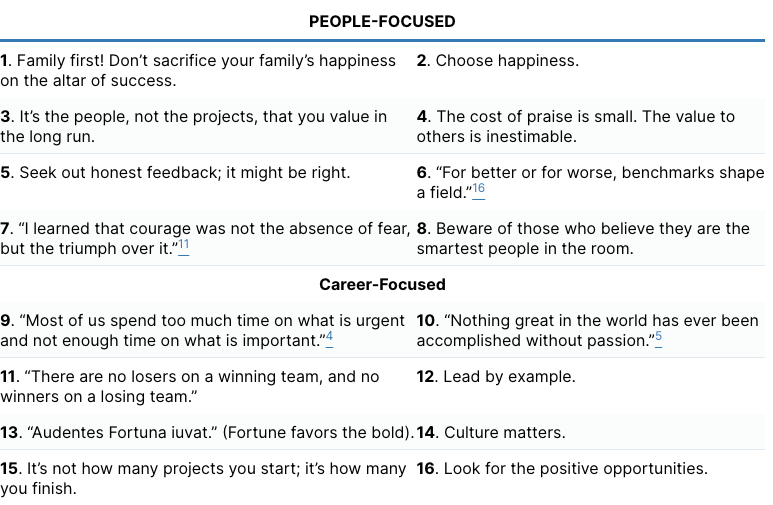 PEOPLE-FOCUSED
1. Family first! Don’t sacrifice your family’s happiness
on the altar of success.
2. Choose happiness.
3. It’s the people, not the projects, that you value in
the long run.
4. The cost of praise is small. The value to
others is inestimable.
5. Seek out honest feedback; it might be right.
6. “For better or for worse, benchmarks shape
a field.”16
7. “I learned that courage was not the absence of fear,
but the triumph over it.”11
8. Beware of those who believe they are the
smartest people in the room.
Career-Focused
9. “Most of us spend too much time on what is urgent
and not enough time on what is important.”4
10. “Nothing great in the world has ever been
accomplished without passion.”5
11. “There are no losers on a winning team, and no
winners on a losing team.”
12. Lead by example.
13. “Audentes Fortuna iuvat.” (Fortune favors the bold).
14. Culture matters.
15. It’s not how many projects you start; it’s how many
you finish.
16. Look for the positive opportunities.